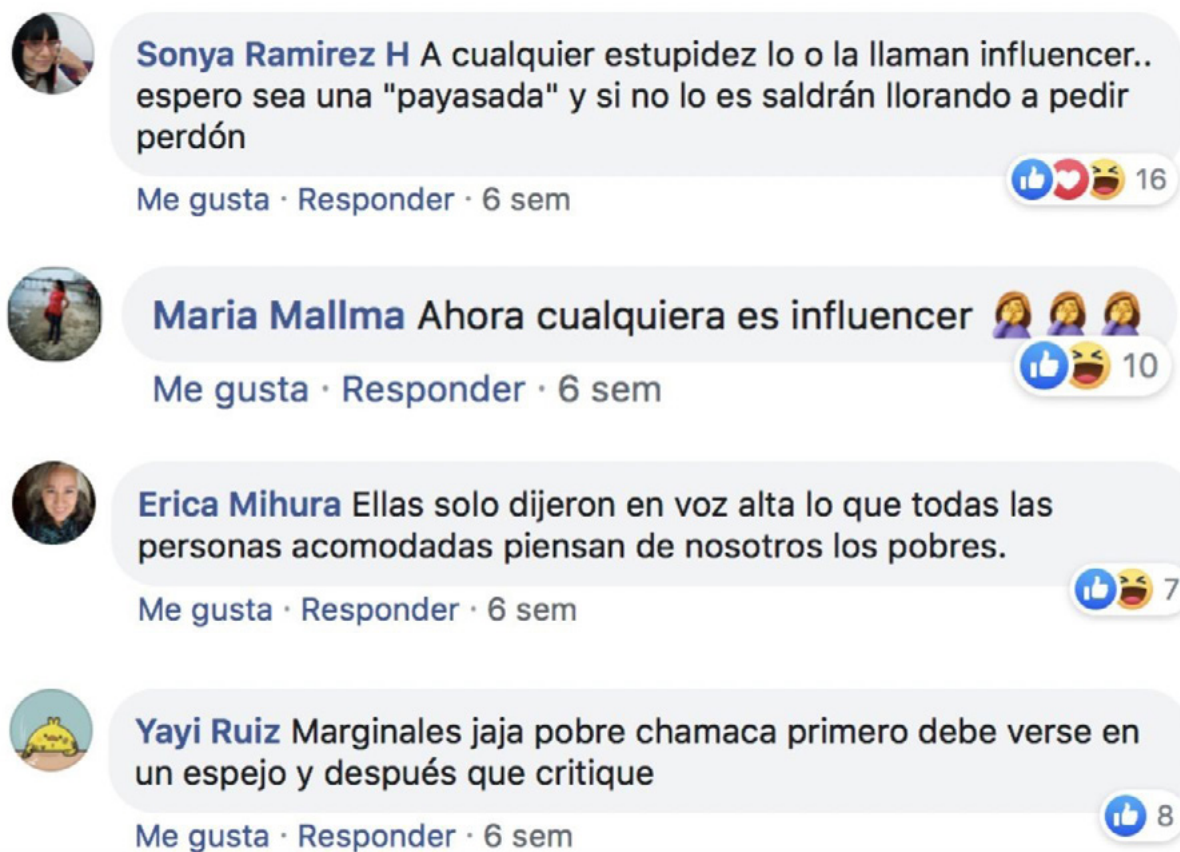 Sonya Ramirez H A cualquier estupidez lo o la llaman influencer..
espero sea una "payasada" y si no lo es saldrán llorando a pedir
perdón
16
Me gusta · Responder · 6 sem
Maria Mallma Ahora cualquiera es influencer 🤦‍♀️🤦‍♀️🤦‍♀️
10
Me gusta · Responder · 6 sem
Erica Mihura Ellas solo dijeron en voz alta lo que todas las
personas acomodadas piensan de nosotros los pobres.
7
Me gusta · Responder · 6 sem
Yayi Ruiz Marginales jaja pobre chamaca primero debe verse en
un espejo y después que critique
8
Me gusta · Responder · 6 sem